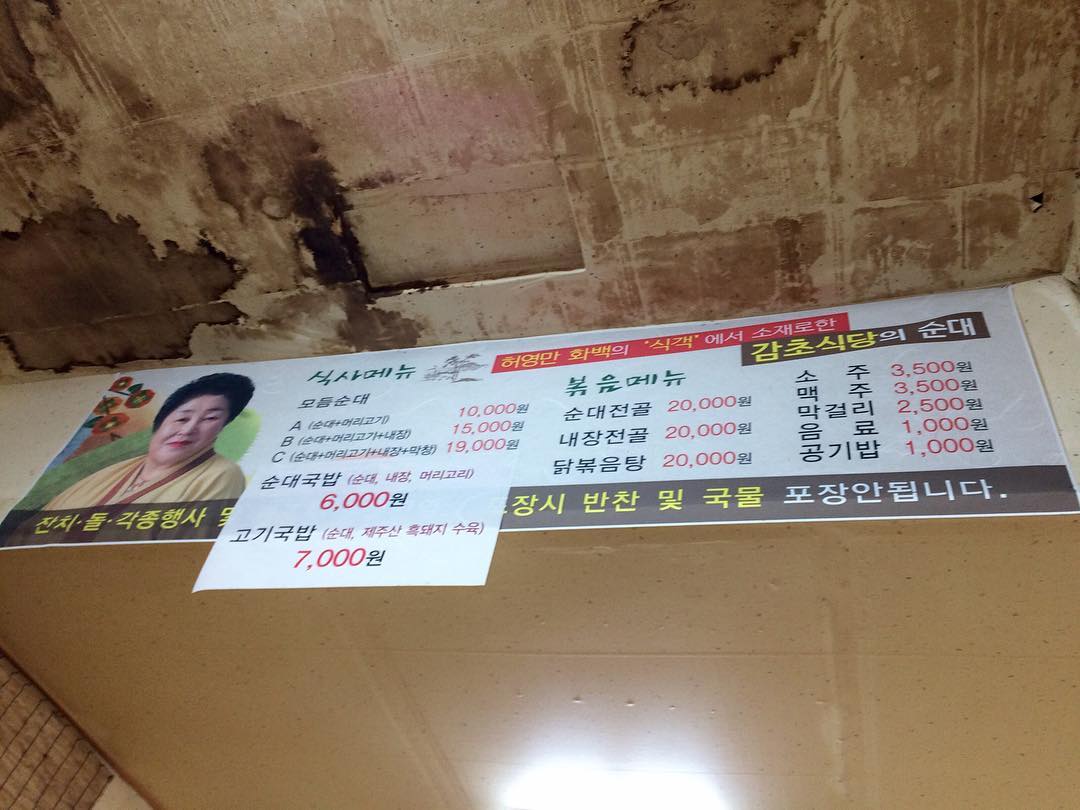 허영만 화백의 '식객'에서 소재로한
감초식당의 순대
식사메뉴
모듬순대
A (순대+머리고기) 10,000원
B (순대+머리고기+내장) 15,000원
C (순대+머리고기+내장+막창) 19,000원
순대국밥 (순대, 내장, 머리고리)
6,000원
고기국밥 (순대, 제주산 흑돼지 수육)
7,000원
볶음메뉴
순대전골 20,000원
내장전골 20,000원
닭볶음탕 20,000원
소 주 3,500원
맥 주 3,500원
막걸리 2,500원
음 료 1,000원
공기밥 1,000원
잔치·돌·각종행사
장시 반찬 및 국물 포장안됩니다.